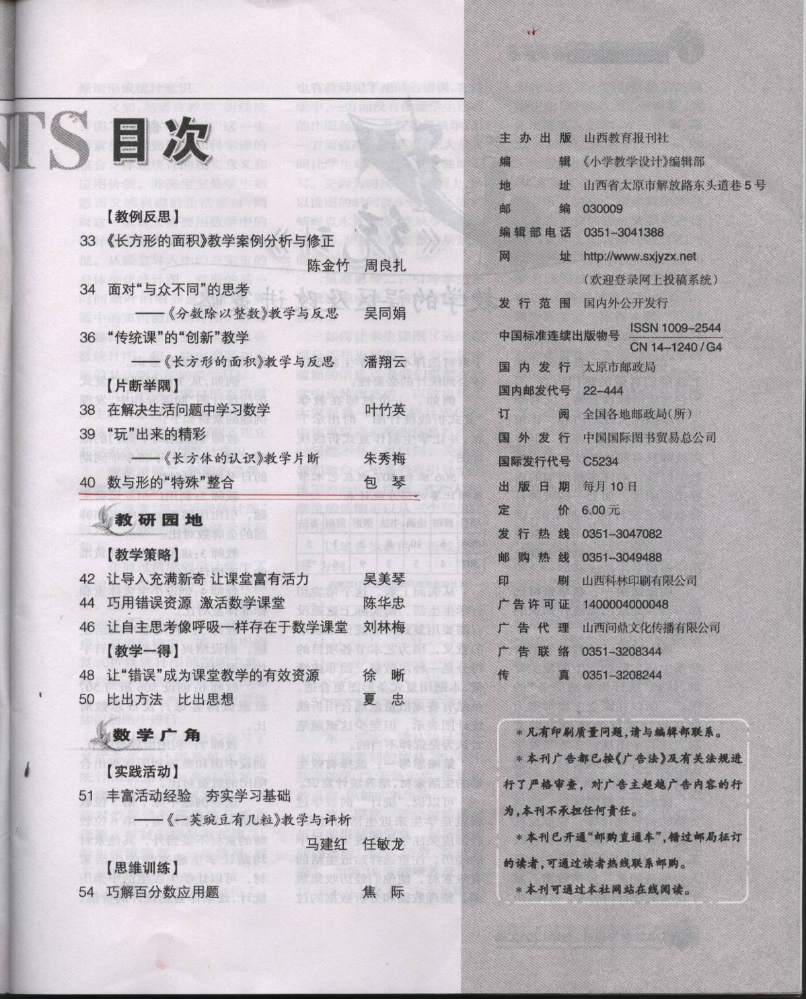 NTS 目次
【教例反思】
33 《长方形的面积》教学案例分析与修正
陈金竹 周良扎
34 面对“与众不同”的思考
——《分数除以整数》教学与反思 吴同娟
36 “传统课”的“创新”教学
——《长方形的面积》教学与反思 潘翔云
【片断举隅】
38 在解决生活问题中学习数学 叶竹英
39 “玩”出来的精彩
——《长方体的认识》教学片断 朱秀梅
40 数与形的“特殊”整合 包 琴
教研园地
【教学策略】
42 让导入充满新奇 让课堂富有活力 吴美琴
44 巧用错误资源 激活数学课堂 陈华忠
46 让自主思考像呼吸一样存在于数学课堂 刘林梅
【教学一得】
48 让“错误”成为课堂教学的有效资源 徐 晰
50 比出方法 比出思想 夏 忠
数学广角
【实践活动】
51 丰富活动经验 夯实学习基础
——《一英豌豆有几粒》教学与评析
马建红 任敏龙
【思维训练】
54 巧解百分数应用题 焦 际
主办出版 山西教育报刊社
编 辑 《小学教学设计》编辑部
地 址 山西省太原市解放路东头道巷5号
邮 编 030009
编辑部电话 0351-3041388
网 址 http://www.sxjyzx.net
（欢迎登录网上投稿系统）
发行范围 国内外公开发行
中国标准连续出版物号 ISSN 1009-2544
CN 14-1240/G4
国内发行 太原市邮政局
国内邮发代号 22-444
订 阅 全国各地邮政局（所）
国外发行 中国国际图书贸易总公司
国际发行代号 C5234
出版日期 每月10日
定 价 6.00元
发行热线 0351-3047082
邮购热线 0351-3049488
印 刷 山西科林印刷有限公司
广告许可证 1400004000048
广告代理 山西问鼎文化传播有限公司
广告联络 0351-3208344
传 真 0351-3208244
*凡有印刷质量问题,请与编辑部联系。
*本刊广告都已按《广告法》及有关法规进
行了严格审查，对广告主超越广告内容的行
为,本刊不承担任何责任。
*本刊已开通“邮购直通车”,错过邮局征订
的读者,可通过读者热线联系邮购。
*本刊可通过本社网站在线阅读。